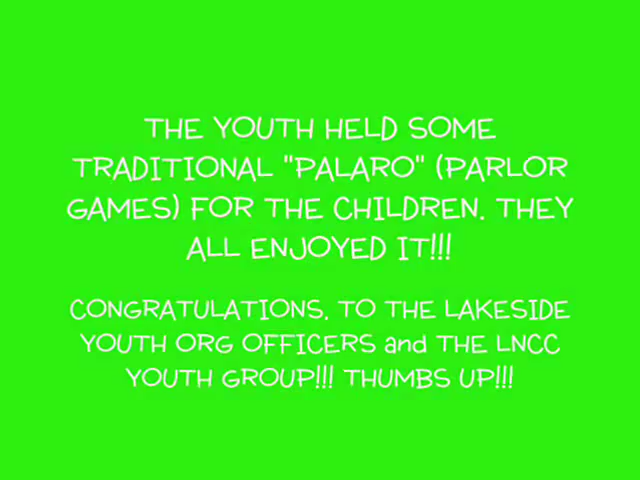 THE YOUTH HELD SOME
TRADITIONAL "PALARO" (PARLOR
GAMES) FOR THE CHILDREN. THEY
ALL ENJOYED IT!!!
CONGRATULATIONS. TO THE LAKESIDE
YOUTH ORG OFFICERS and THE LNCC
YOUTH GROUP!!! THUMBS UP!!!